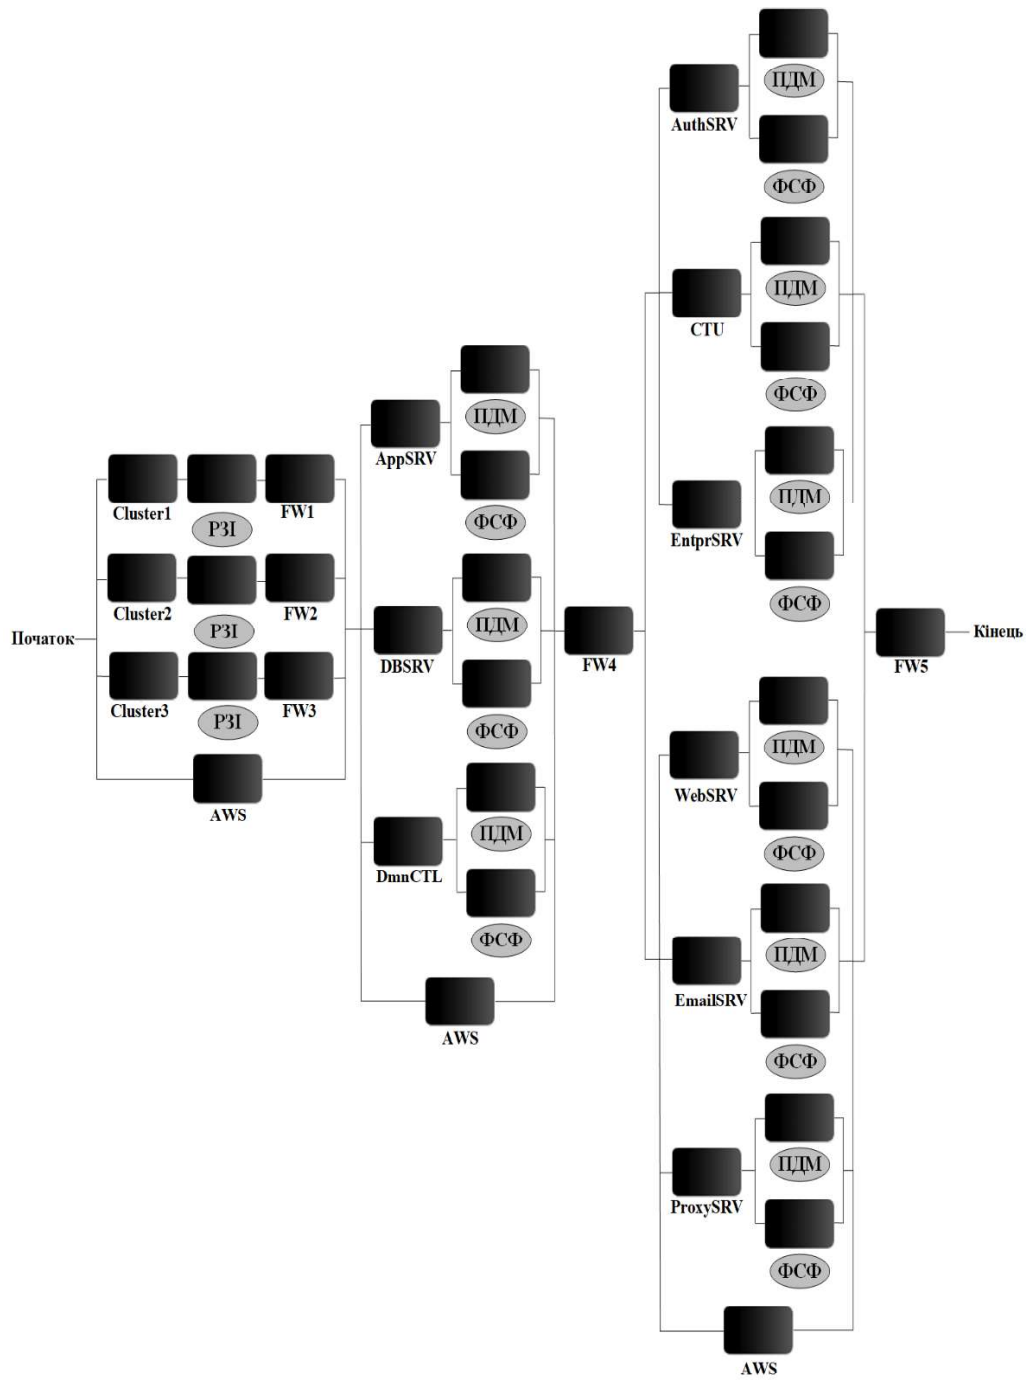 Початок
Cluster1
РЗІ
FW1
Cluster2
РЗІ
FW2
Cluster3
РЗІ
FW3
AWS
AppSRV
ПДМ
ФСФ
DBSRV
ПДМ
ФСФ
DmnCTL
ПДМ
ФСФ
AWS
FW4
AuthSRV
ПДМ
ФСФ
CTU
ПДМ
ФСФ
EntprSRV
ПДМ
ФСФ
WebSRV
ПДМ
ФСФ
EmailSRV
ПДМ
ФСФ
ProxySRV
ПДМ
ФСФ
AWS
FW5
Кінець